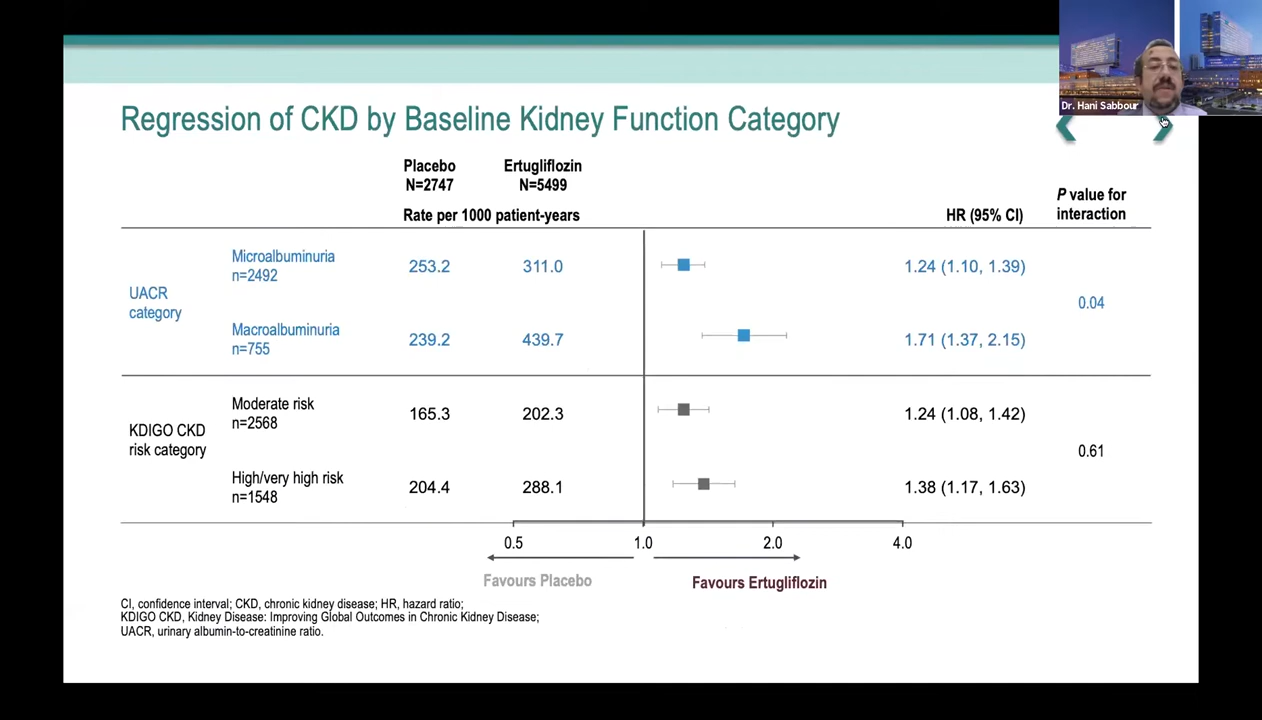 Dr. Hani Sabbour
Regression of CKD by Baseline Kidney Function Category
Placebo
N=2747
Ertugliflozin
N=5499
Rate per 1000 patient-years
HR (95% CI)
P value for
interaction
UACR
category
Microalbuminuria
n=2492
253.2
311.0
1.24 (1.10, 1.39)
0.04
Macroalbuminuria
n=755
239.2
439.7
1.71 (1.37, 2.15)
KDIGO CKD
risk category
Moderate risk
n=2568
165.3
202.3
1.24 (1.08, 1.42)
0.61
High/very high risk
n=1548
204.4
288.1
1.38 (1.17, 1.63)
0.5
1.0
2.0
4.0
Favours Placebo
Favours Ertugliflozin
CI, confidence interval; CKD, chronic kidney disease; HR, hazard ratio;
KDIGO CKD, Kidney Disease: Improving Global Outcomes in Chronic Kidney Disease;
UACR, urinary albumin-to-creatinine ratio.